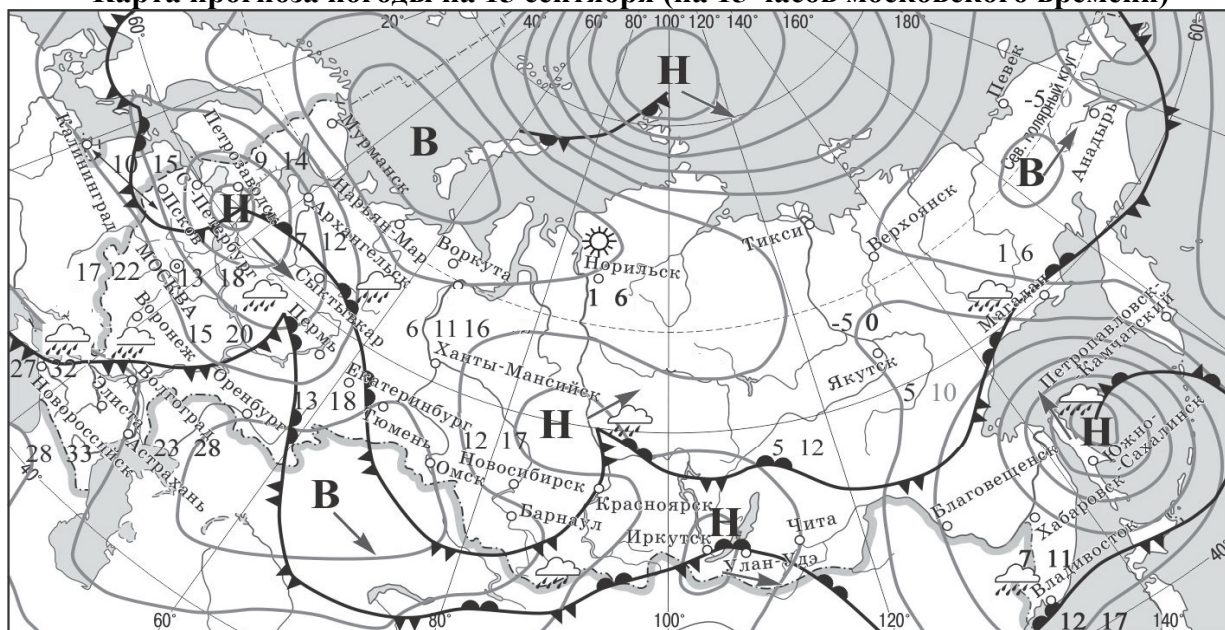 Карта прогноза погоды на 15 сентября (на 15 часов московского времени)
60° 20° 40° 60° 80° 100° 120° 140° 180° 60°
Н
Певек
-5
Сев. полярный круг
Анадырь
В
Калининград
10 15
Петрозаводск
9 14
Мурманск
В
Псков
С.-Петербург
Н
Нарьян-Мар
Архангельск
7 12
Воркута
Норильск
1 6
Тикси
Верхоянск
1 6
Магадан
17 22
МОСКВА
13 18
Сыктывкар
Воронеж
15 20
Пермь
6 11 16
Ханты-Мансийск
-5 0
Якутск
5 10
Петропавловск-
Камчатский
27 32
Новороссийск
Элиста
Волгоград
Оренбург
13 18
Екатеринбург
Тюмень
12 17
Н
5 12
Н
Южно-
Сахалинск
28 33
Астрахань
23 28
В
Омск
Новосибирск
Барнаул
Красноярск
Н
Иркутск
Улан-Удэ
Чита
Благовещенск
Хабаровск
7 11
Владивосток
12 17
40°
60° 80° 100° 120° 140° 40°